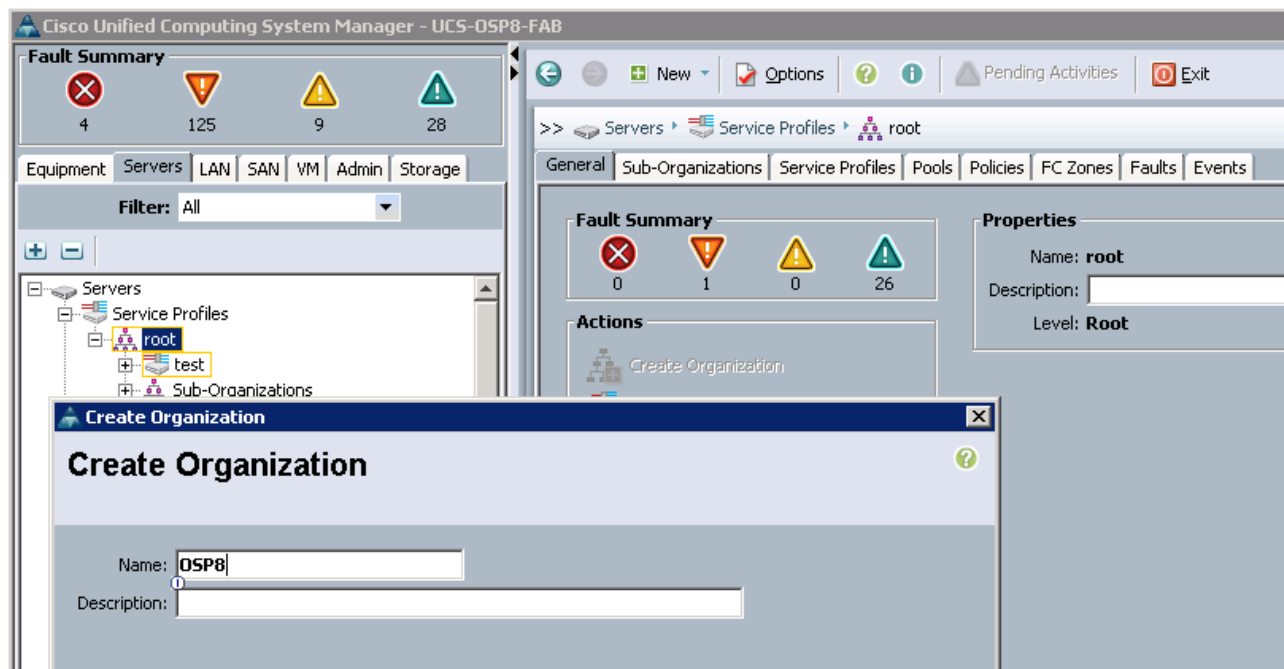 Cisco Unified Computing System Manager - UCS-OSP8-FAB
Fault Summary
4 125 9 28
New Options Pending Activities Exit
>> Servers Service Profiles root
Equipment Servers LAN SAN VM Admin Storage
General Sub-Organizations Service Profiles Pools Policies FC Zones Faults Events
Filter: All
Fault Summary
0 1 0 26
Properties
Name: root
Description:
Level: Root
Actions
Create Organization
Servers
Service Profiles
root
test
Sub-Organizations
Create Organization
Create Organization
Name: OSP8
Description: